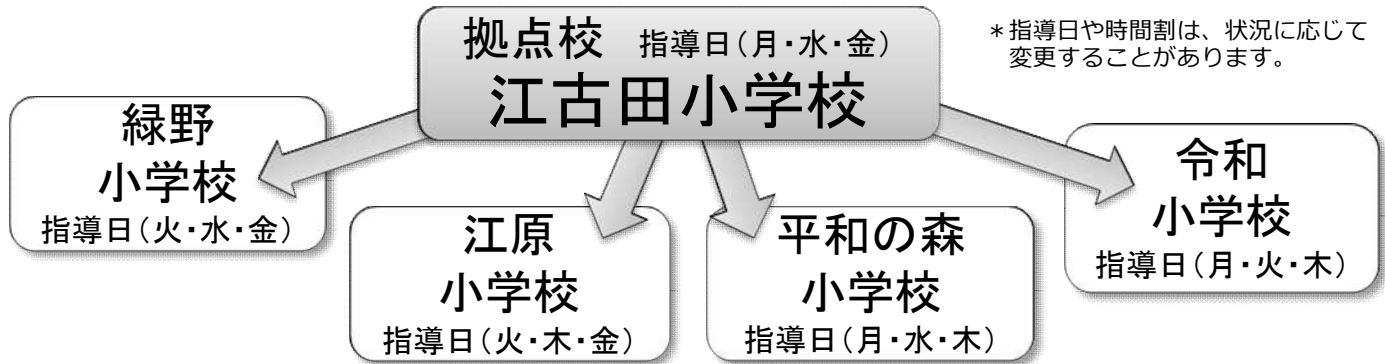 拠点校 指導日(月・水・金)
江古田小学校
*指導日や時間割は、状況に応じて
変更することがあります。
緑野
小学校
指導日(火・水・金)
江原
小学校
指導日(火・木・金)
平和の森
小学校
指導日(月・水・木)
令和
小学校
指導日(月・火・木)